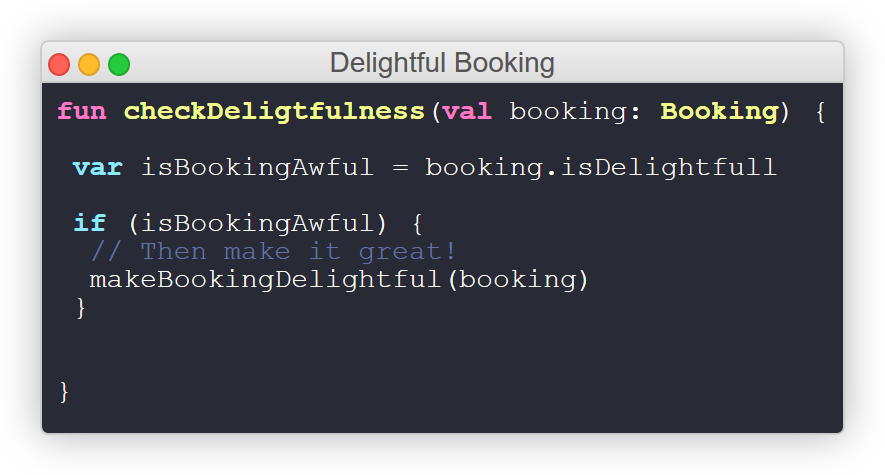 Delightful Booking
fun checkDeligtfulness(val booking: Booking) {
var isBookingAwful = booking.isDelightfull
if (isBookingAwful) {
// Then make it great!
makeBookingDelightful(booking)
}
}